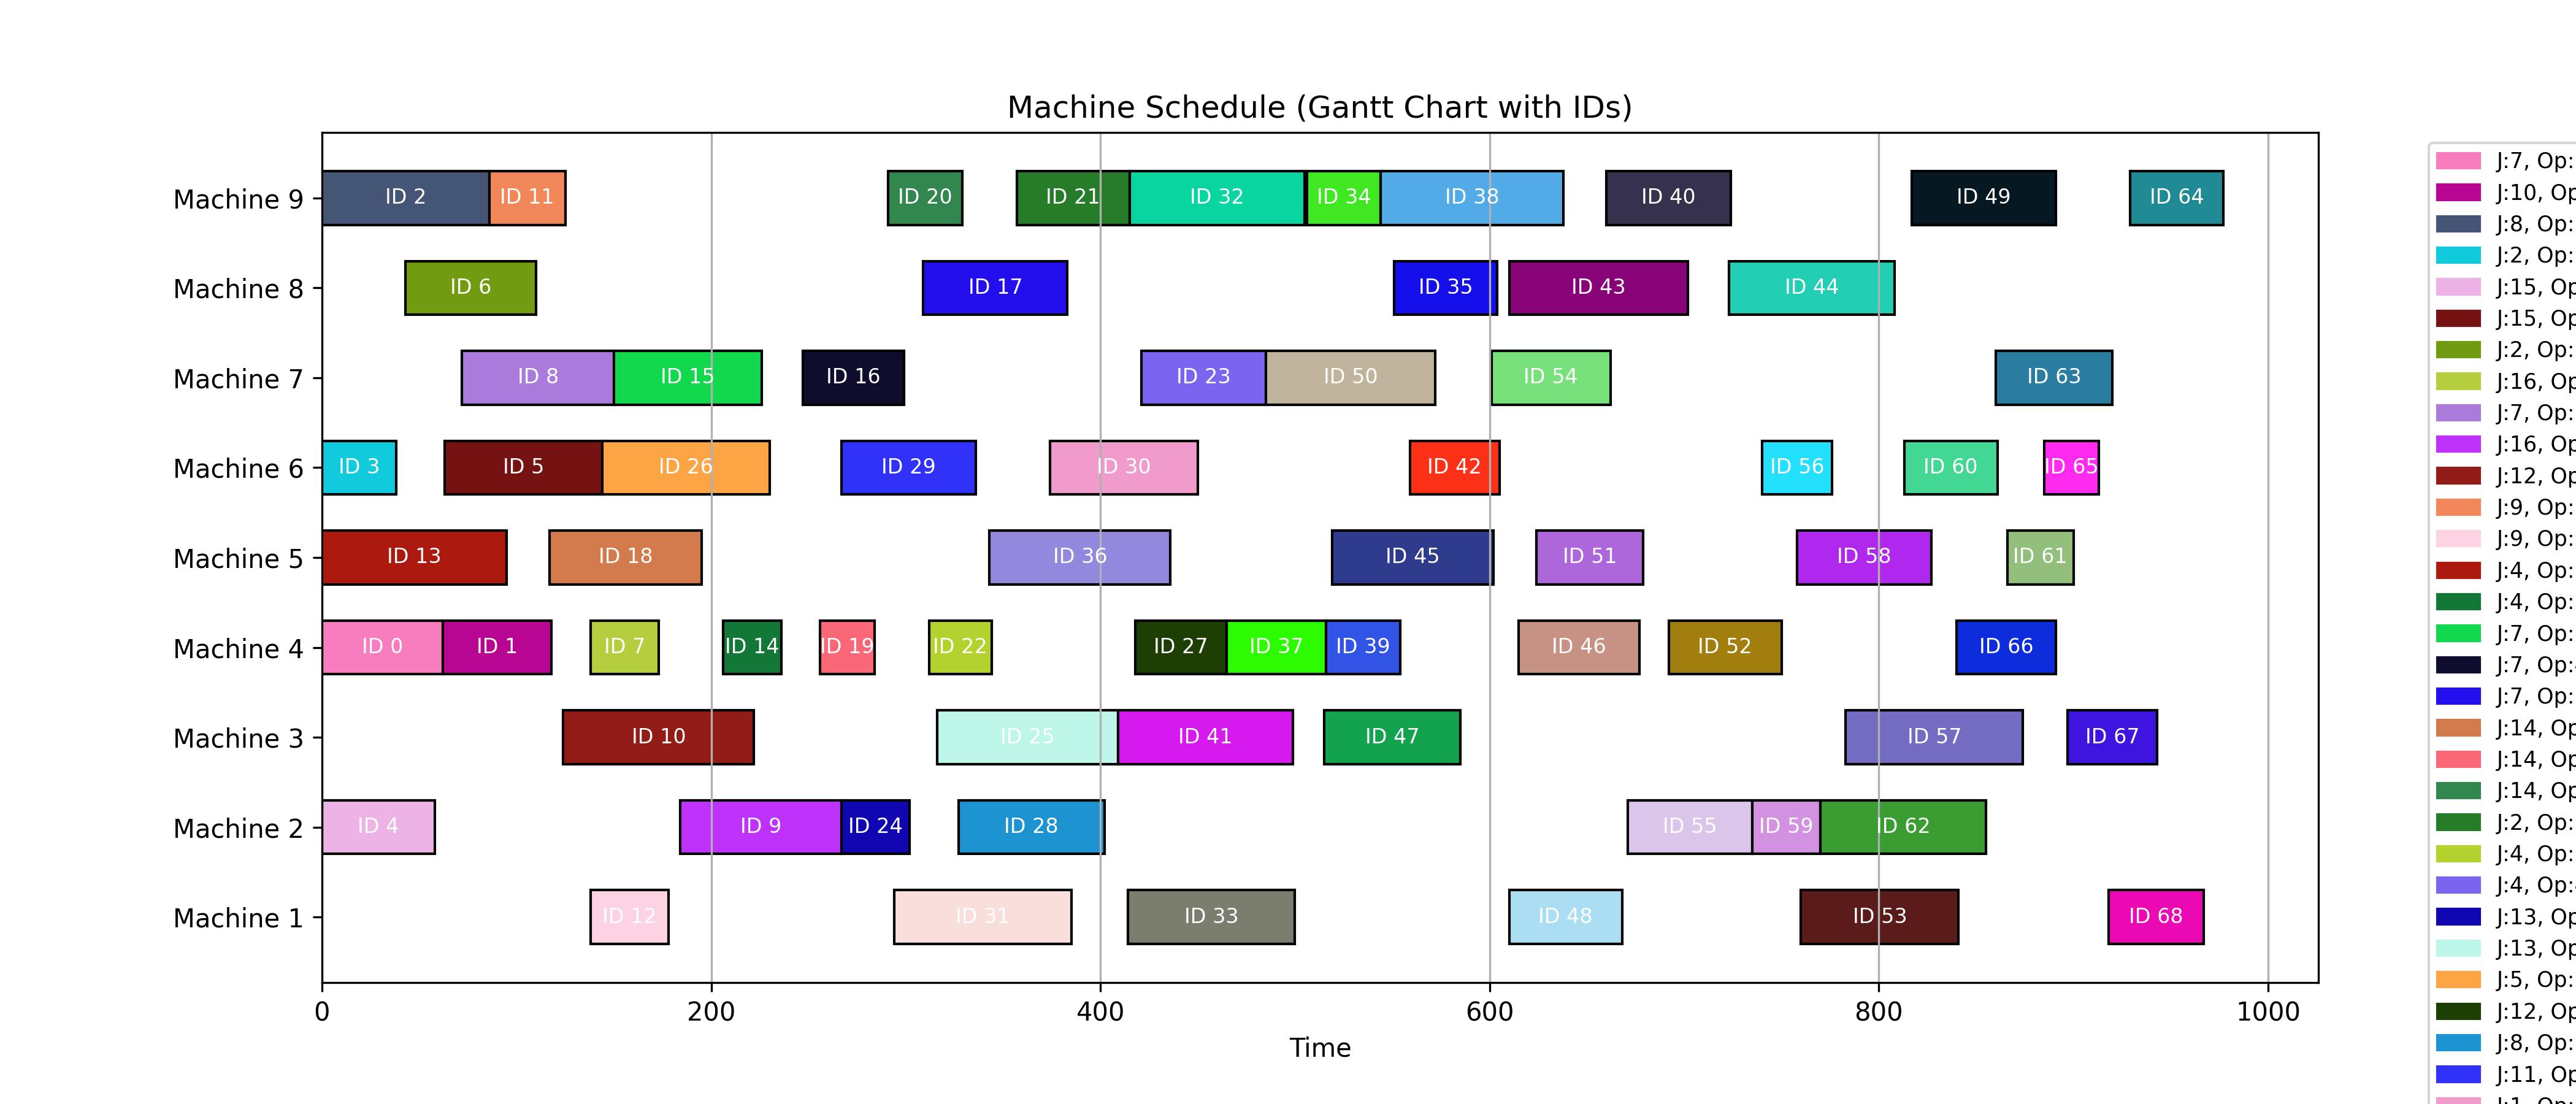 Machine Schedule (Gantt Chart with IDs)
Machine 9
ID 2
ID 11
ID 20
ID 21
ID 32
ID 34
ID 38
ID 40
ID 49
ID 64
Machine 8
ID 6
ID 17
ID 35
ID 43
ID 44
Machine 7
ID 8
ID 15
ID 16
ID 23
ID 50
ID 54
ID 63
Machine 6
ID 3
ID 5
ID 26
ID 29
ID 30
ID 42
ID 56
ID 60
ID 65
Machine 5
ID 13
ID 18
ID 36
ID 45
ID 51
ID 58
ID 61
Machine 4
ID 0
ID 1
ID 7
ID 14
ID 19
ID 22
ID 27
ID 37
ID 39
ID 46
ID 52
ID 66
Machine 3
ID 10
ID 25
ID 41
ID 47
ID 57
ID 67
Machine 2
ID 4
ID 9
ID 24
ID 28
ID 55
ID 59
ID 62
Machine 1
ID 12
ID 31
ID 33
ID 48
ID 53
ID 68
0
200
400
600
800
1000
Time
J:7, Op:
J:10, Op
J:8, Op:
J:2, Op:
J:15, Op
J:15, Op
J:2, Op:
J:16, Op
J:7, Op:
J:16, Op
J:12, Op
J:9, Op:
J:9, Op:
J:4, Op:
J:4, Op:
J:7, Op:
J:7, Op:
J:7, Op:
J:14, Op
J:14, Op
J:14, Op
J:2, Op:
J:4, Op:
J:4, Op:
J:13, Op
J:13, Op
J:5, Op:
J:12, Op
J:8, Op:
J:11, Op
J:1, Op: